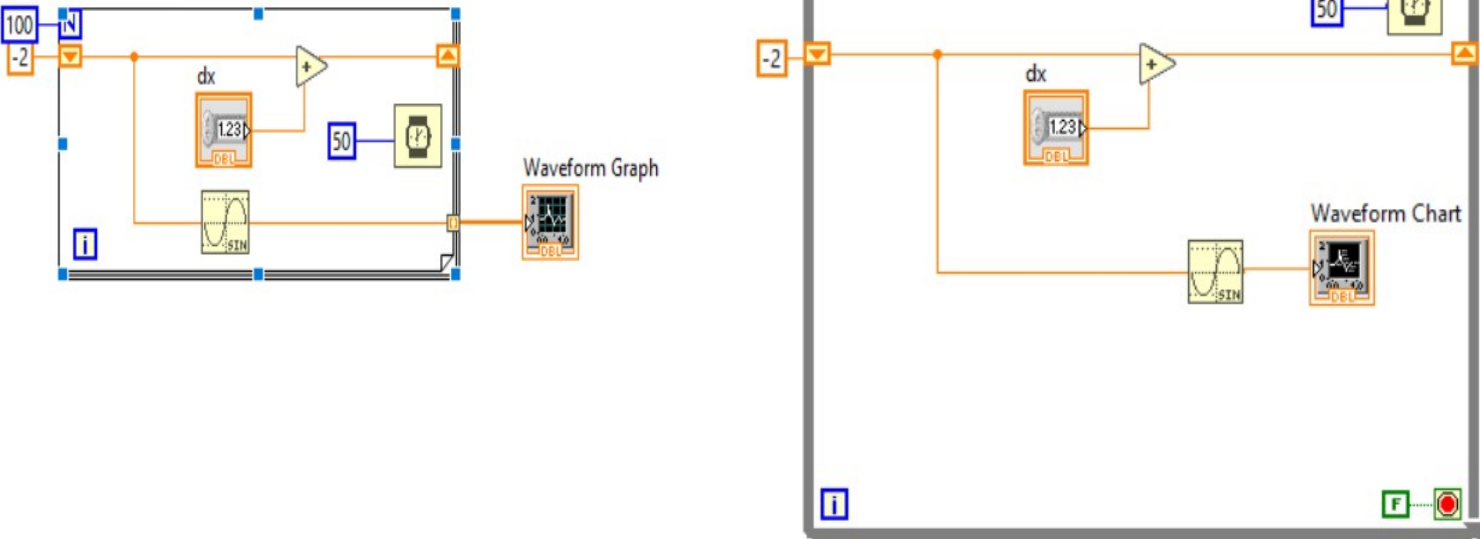 100
N
-2
dx
1.23
DBL
50
SIN
i
Waveform Graph
DBL
50
-2
dx
1.23
DBL
SIN
Waveform Chart
DBL
i
F